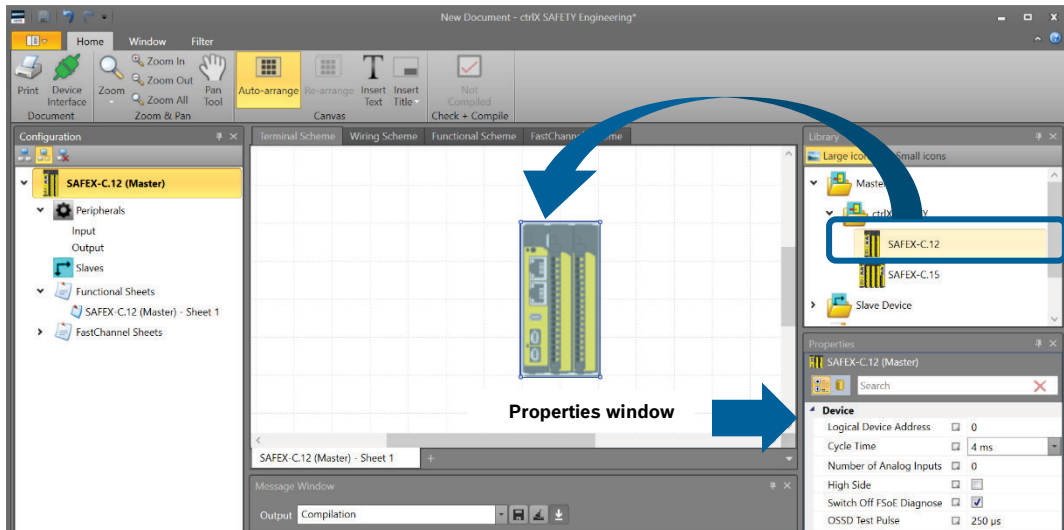 New Document - ctrlX SAFETY Engineering*
Home Window Filter
Print
Device Interface
Zoom
Zoom In
Zoom Out
Zoom All
Pan Tool
Auto-arrange
Re-arrange
Insert Text
Insert Title
Not Compiled
Document
Zoom & Pan
Canvas
Check + Compile
Configuration
SAFEX-C.12 (Master)
Peripherals
Input
Output
Slaves
Functional Sheets
SAFEX-C.12 (Master) - Sheet 1
FastChannel Sheets
Terminal Scheme Wiring Scheme Functional Scheme FastChannel
Properties window
SAFEX-C.12 (Master) - Sheet 1 +
Message Window
Output Compilation
Library
Large Small icons
Master
SAFEX-C.12
SAFEX-C.15
Slave Device
Properties
SAFEX-C.12 (Master)
Search
Device
Logical Device Address 0
Cycle Time 4 ms
Number of Analog Inputs 0
High Side
Switch Off FSoE Diagnose
OSSD Test Pulse 250 µs